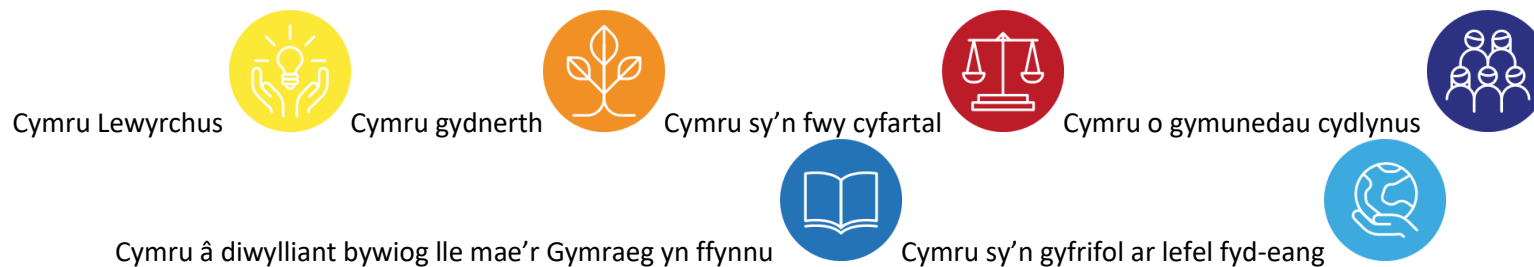 Cymru Lewyrchus Cymru gydnerth Cymru sy’n fwy cyfartal Cymru o gymunedau cydlynus
Cymru â diwylliant bywiog lle mae’r Gymraeg yn ffynnu Cymru sy’n gyfrifol ar lefel fyd-eang